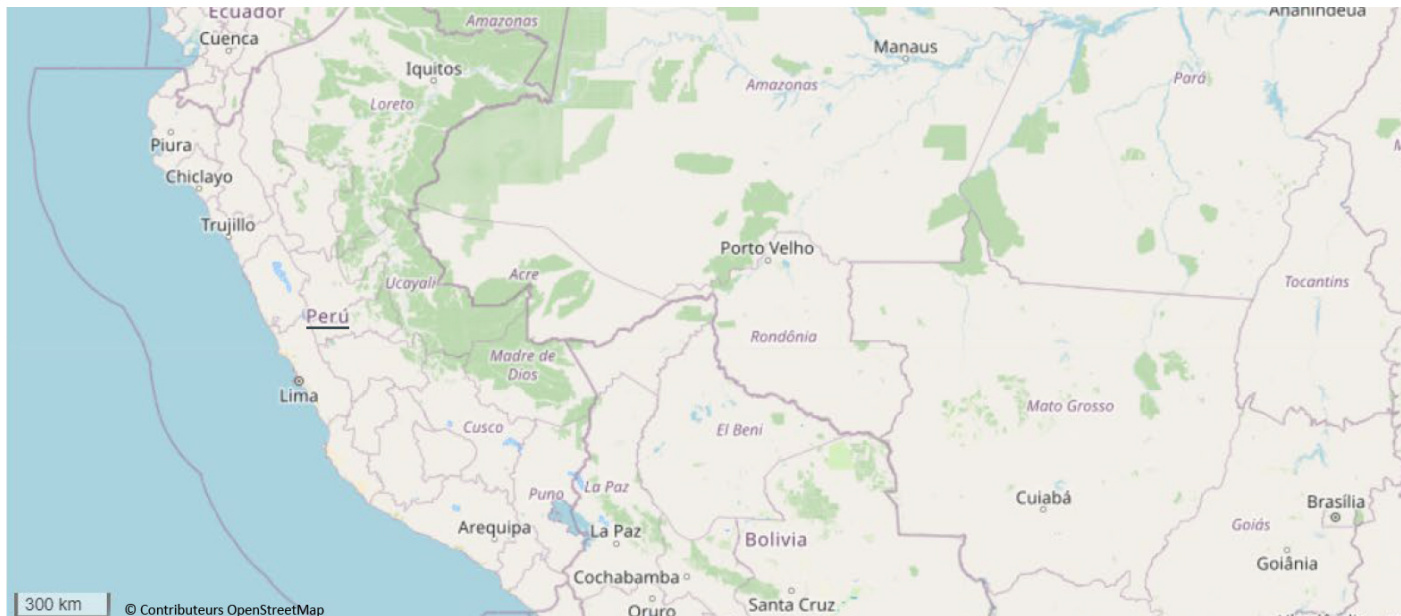 Ecuador
Amazonas
Ananindeua
Cuenca
Manaus
Iquitos
Pará
Amazonas
Loreto
Piura
Chiclayo
Trujillo
Porto Velho
Acre
Ucayali
Tocantins
Perú
Rondônia
Madre de
Dios
Lima
Mato Grosso
Cusco
El Beni
Puno
La Paz
Cuiabá
Brasília
Arequipa
La Paz
Goiás
Bolivia
Goiânia
Cochabamba
300 km
© Contributeurs OpenStreetMap
Oruro
Santa Cruz